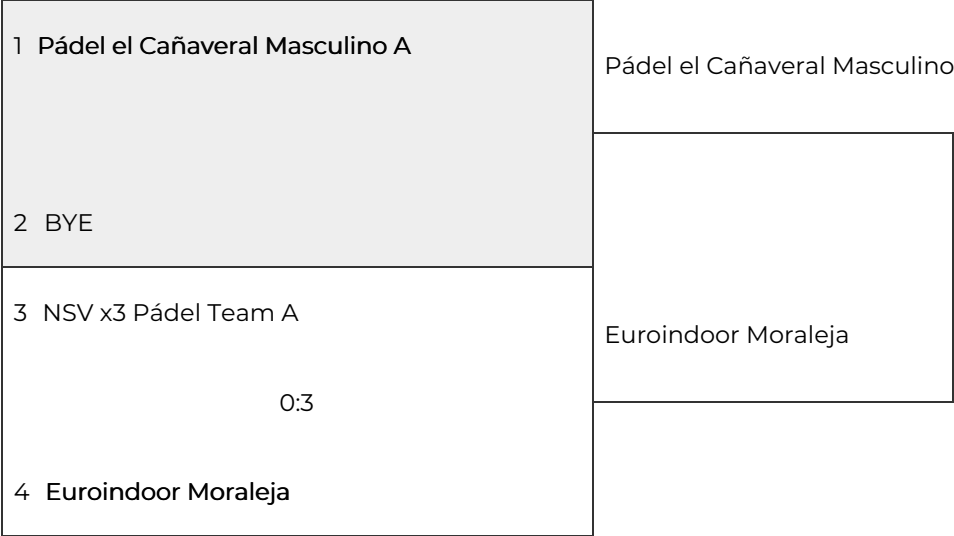 1 Pádel el Cañaveral Masculino A
Pádel el Cañaveral Masculino
2 BYE
3 NSV x3 Pádel Team A
Euroindoor Moraleja
0:3
4 Euroindoor Moraleja